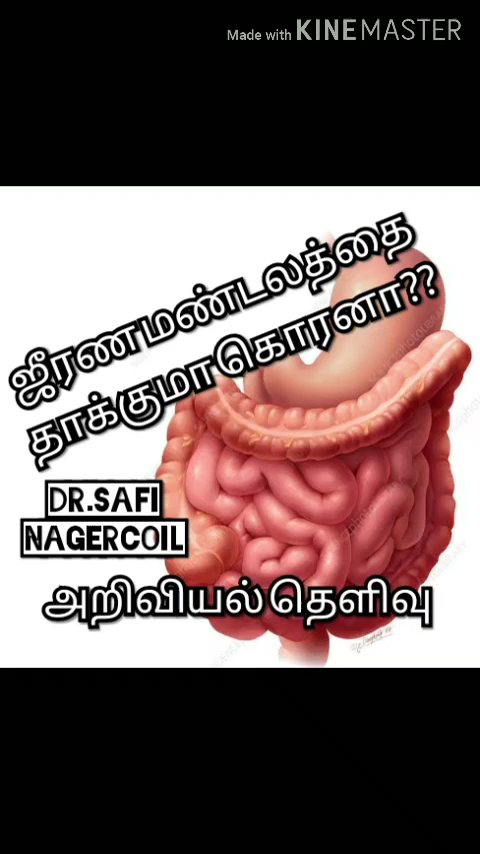 Made with KINEMASTER
ஜீரணமண்டலத்தை
தாக்குமாகொரனா??
DR.SAFI
NAGERCOIL
அறிவியல் தெளிவு